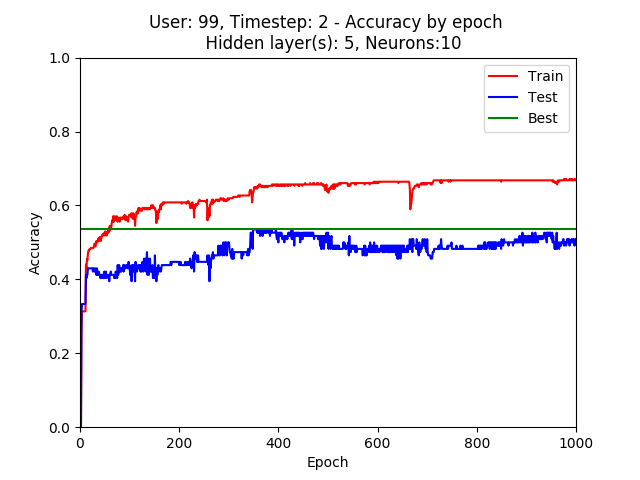 User: 99, Timestep: 2 - Accuracy by epoch
Hidden layer(s): 5, Neurons:10
Train
Test
Best
Accuracy
1.0
0.8
0.6
0.4
0.2
0.0
0 200 400 600 800 1000
Epoch